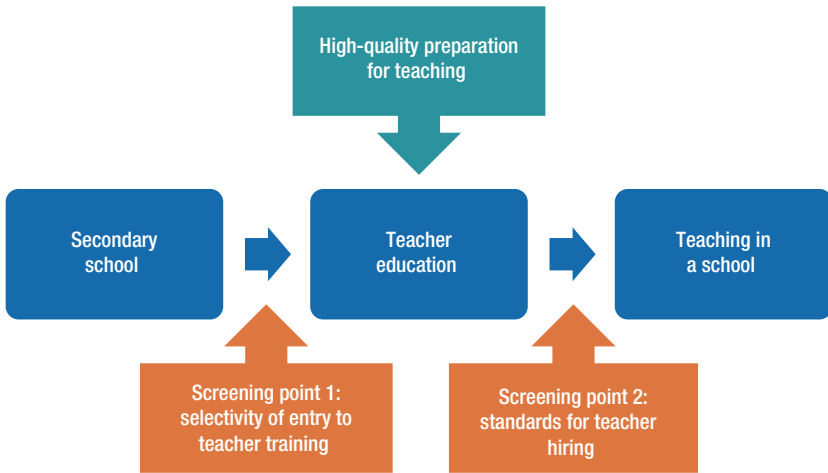 High-quality preparation
for teaching
Secondary
school
Teacher
education
Teaching in
a school
Screening point 1:
selectivity of entry to
teacher training
Screening point 2:
standards for teacher
hiring